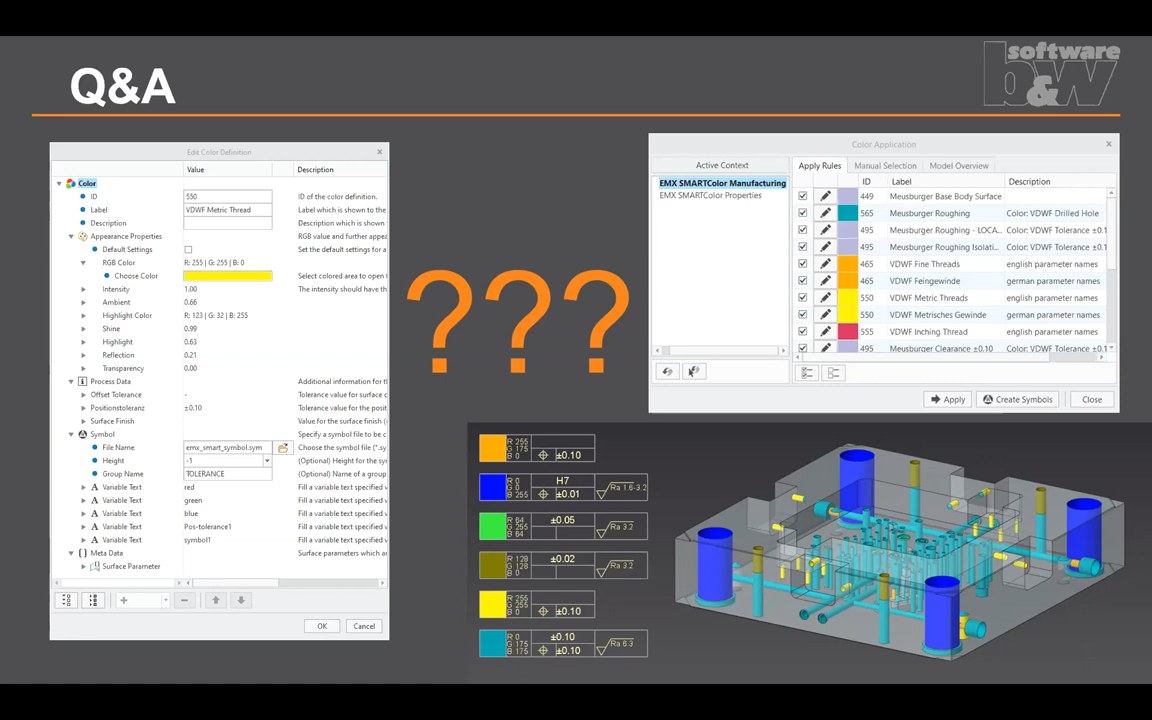 software
b&w
Q&A
Edit Color Definition
Value Description
Color
ID 550 ID of the color definition.
Label VDWF Metric Thread Label which is shown to the
Description Description which is shown
Appearance Properties RGB value and further appea
Default Settings Set the default settings for a
RGB Color R: 255 | G: 255 | B: 0
Choose Color Select colored area to open t
Intensity 1.00 The intensity should have th
Ambient 0.66
Highlight Color R: 123 | G: 32 | B: 255
Shine 0.99
Highlight 0.63
Reflection 0.21
Transparency 0.00
Process Data Additional information for th
Offset Tolerance - Tolerance value for surface o
Positionstoleranz ±0.10 Tolerance value for the posit
Surface Finish Value for the surface finish (o
Symbol Specify a symbol file to be c
File Name emx_smart_symbol.sym Choose the symbol file (*.sy
Height -1 (Optional) Height for the sym
Group Name TOLERANCE (Optional) Name of a group
A Variable Text red Fill a variable text specified
A Variable Text green Fill a variable text specified
A Variable Text blue Fill a variable text specified
A Variable Text Pos-tolerance1 Fill a variable text specified
A Variable Text symbol1 Fill a variable text specified
Meta Data Surface parameters which ar
Surface Parameter
OK Cancel
???
Color Application
Active Context
EMX SMARTColor Manufacturing
EMX SMARTColor Properties
Apply Rules Manual Selection Model Overview
ID Label Description
449 Meusburger Base Body Surface
565 Meusburger Roughing Color: VDWF Drilled Hole
495 Meusburger Roughing - LOCA... Color: VDWF Tolerance ±0.1
495 Meusburger Roughing Isolati... Color: VDWF Tolerance ±0.1
465 VDWF Fine Threads english parameter names
465 VDWF Feingewinde german parameter names
550 VDWF Metric Threads english parameter names
550 VDWF Metrisches Gewinde german parameter names
555 VDWF Inching Thread english parameter names
495 Meusburger Clearance ±0.10 Color: VDWF Tolerance ±0.1
Apply Create Symbols Close
R 255
G 175
B 0
±0.10
R 0
G 0
B 255
H7
±0.01
Ra 1.6-3.2
R 64
G 255
B 64
±0.05
Ra 3.2
R 128
G 128
B 0
±0.02
Ra 3.2
R 255
G 255
B 0
±0.10
R 0
G 175
B 175
±0.10
±0.10
Ra 6.3